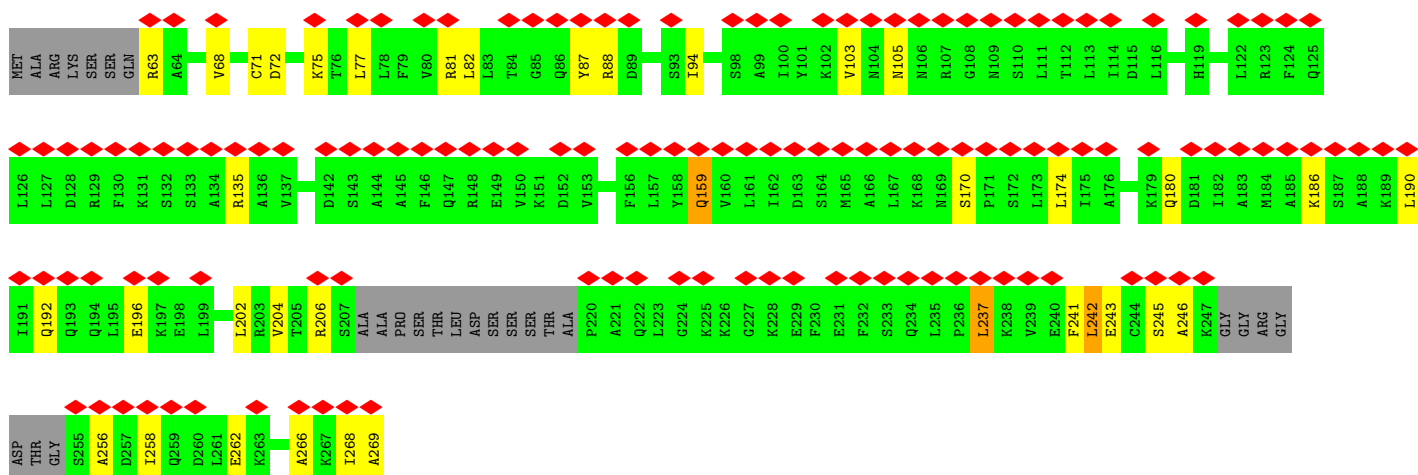 MET ALA ARG LYS SER SER GLN R63 A64 V68 C71 D72 K75 T76 L77 L78 F79 V80 R81 L82 L83 T84 G85 Q86 Y87 R88 D89 S93 I94 S98 A99 I100 Y101 K102 V103 N104 N105 N106 R107 G108 N109 S110 L111 T112 L113 I114 D115 L116 H119 L122 R123 F124 Q125
L126 L127 D128 R129 F130 K131 S132 S133 A134 R135 A136 V137 D142 S143 A144 A145 F146 Q147 R148 E149 V150 K151 D152 V153 F156 L157 Y158 Q159 V160 L161 I162 D163 S164 M165 A166 L167 K168 N169 S170 P171 S172 L173 L174 I175 A176 K179 Q180 D181 I182 A183 M184 A185 K186 S187 A188 K189 L190
I191 Q192 Q193 Q194 L195 E196 K197 E198 L199 L202 R203 V204 T205 R206 S207 ALA ALA PRO SER THR LEU ASP SER SER SER THR ALA P220 A221 Q222 L223 G224 K225 K226 G227 K228 E229 F230 E231 F232 S233 Q234 L235 P236 L237 K238 V239 E240 F241 L242 E243 C244 S245 A246 K247 GLY GLY ARG GLY
ASP THR GLY S255 A256 D257 I258 Q259 D260 L261 E262 K263 A266 K267 I268 A269